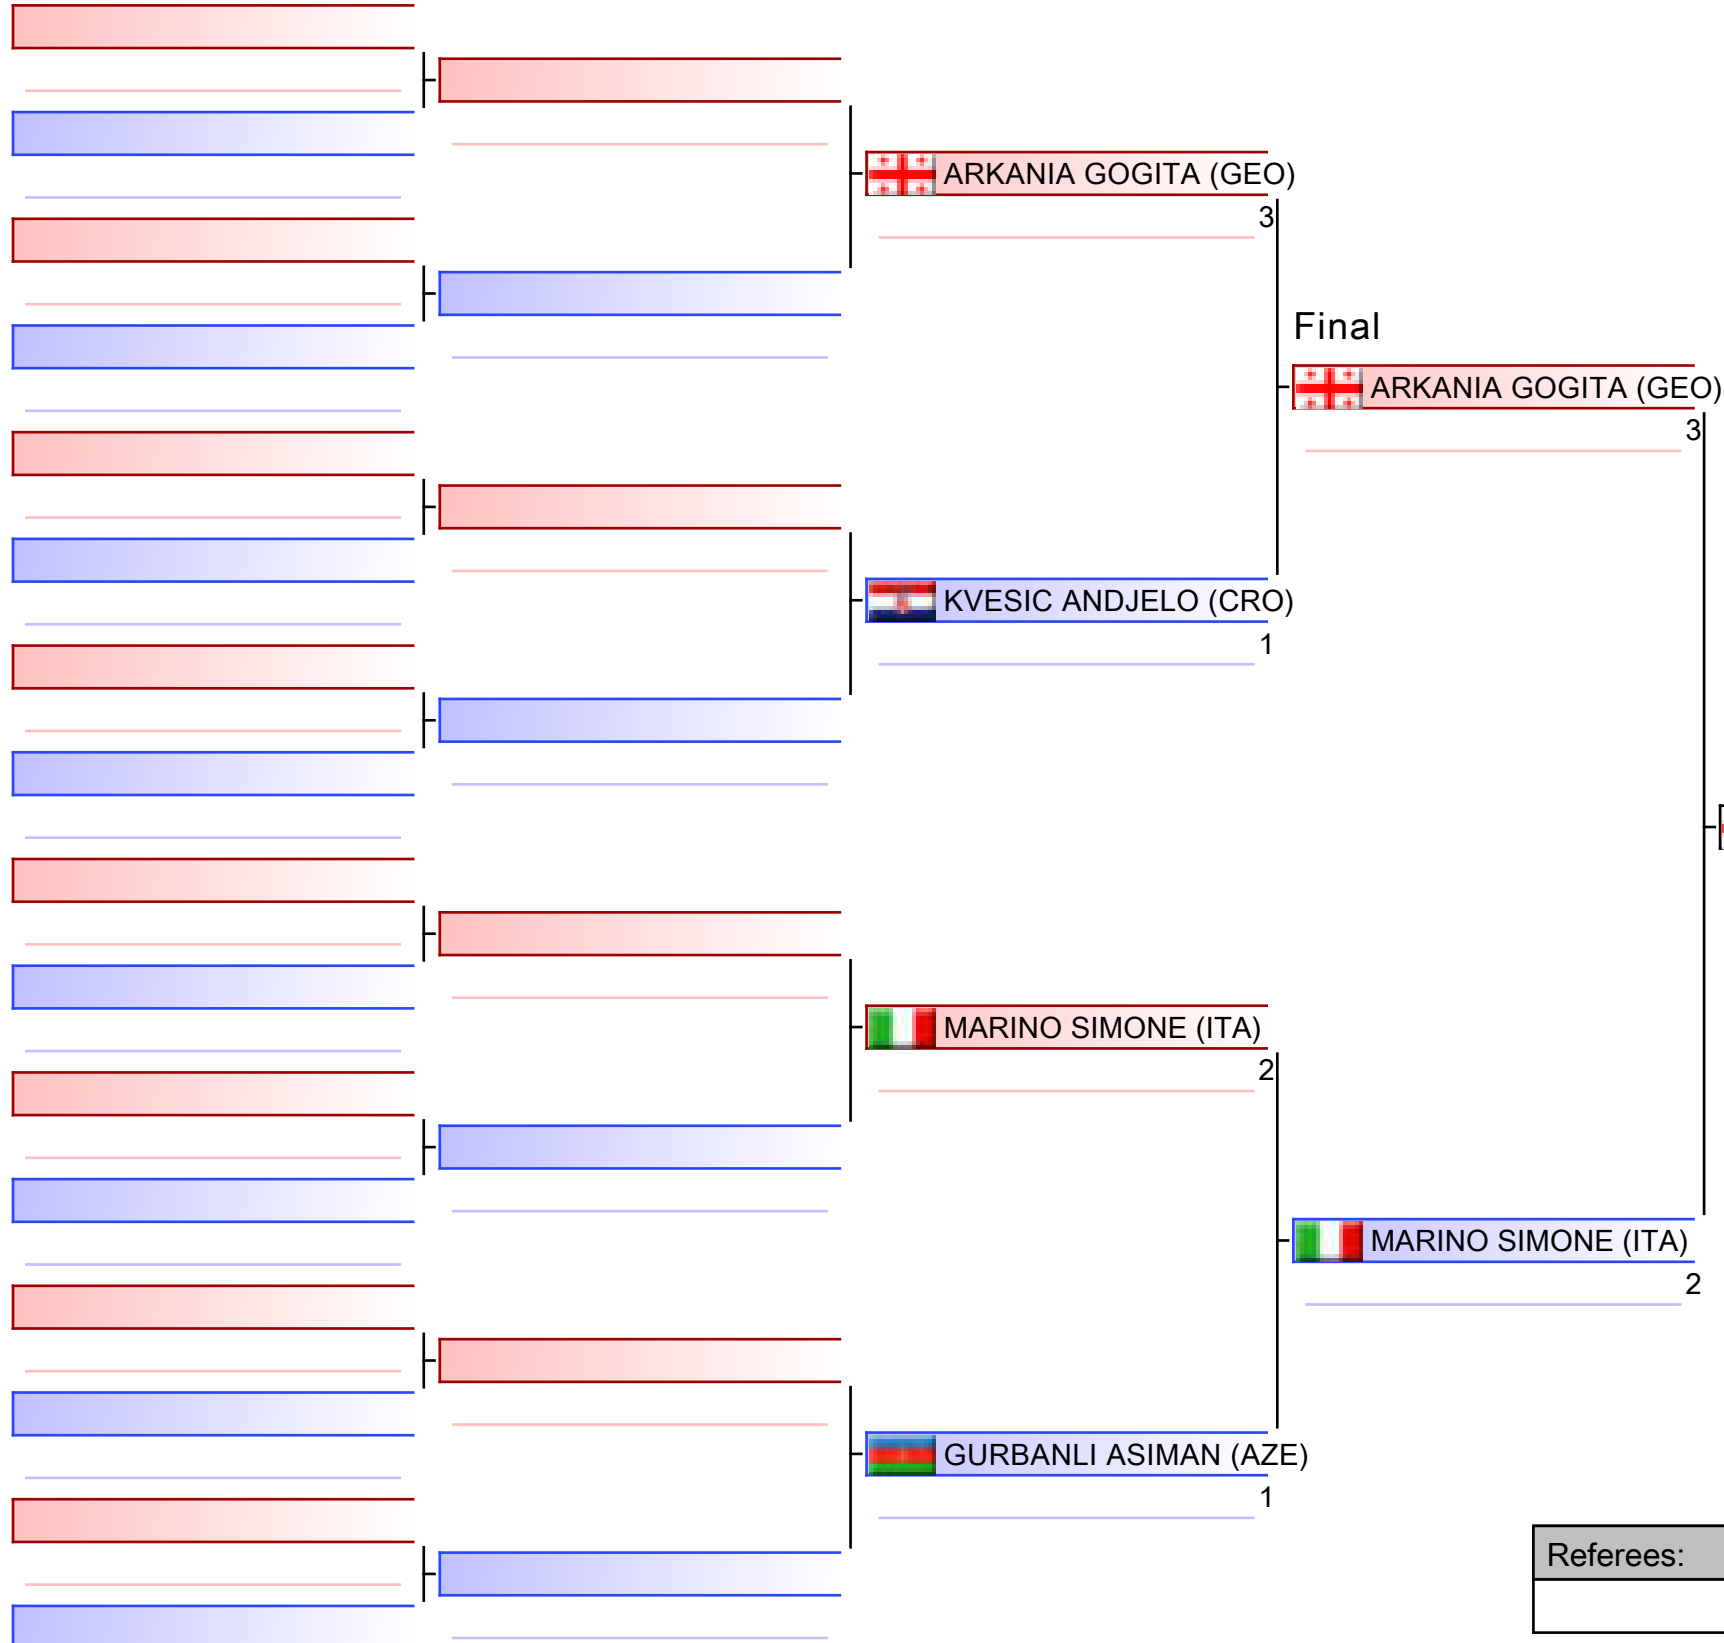 ARKANIA GOGITA (GEO)
3
Final
ARKANIA GOGITA (GEO)
3
KVESIC ANDJELO (CRO)
1
MARINO SIMONE (ITA)
2
MARINO SIMONE (ITA)
2
GURBANLI ASIMAN (AZE)
1
Referees: